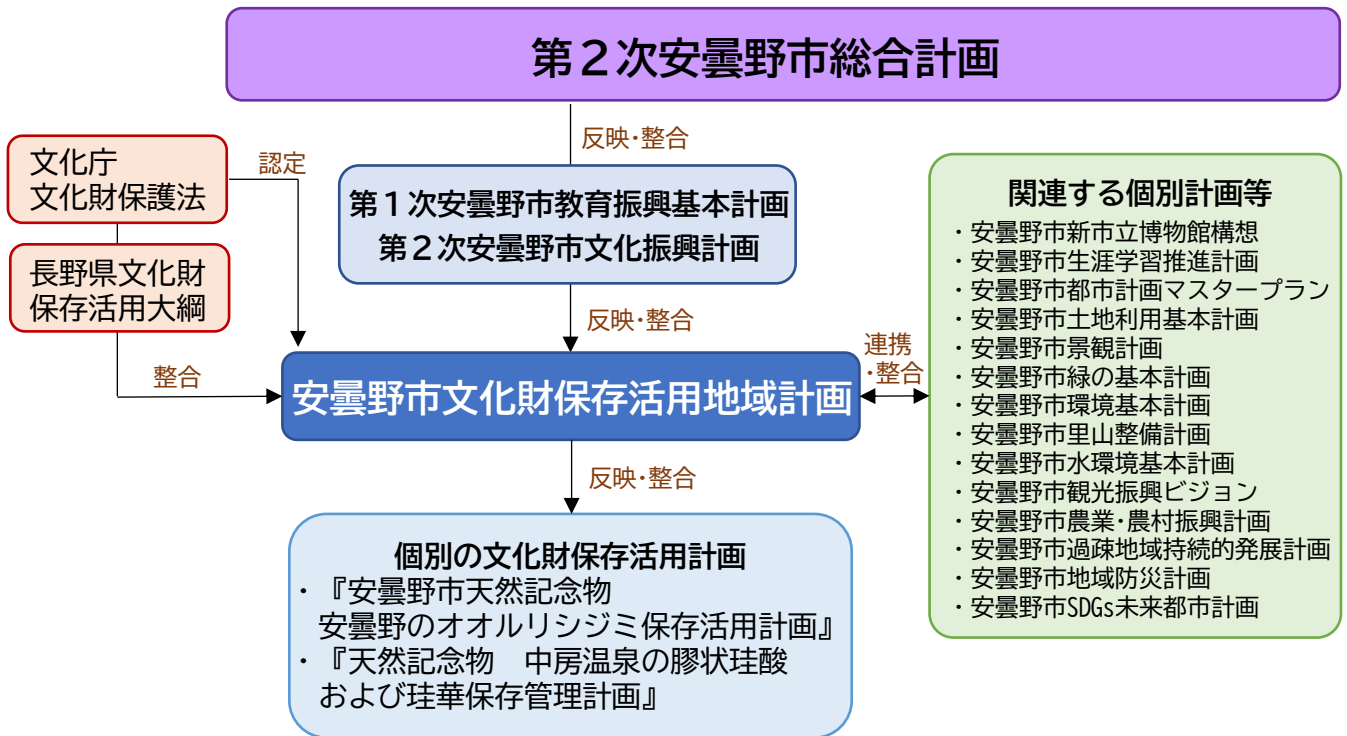 第２次安曇野市総合計画
反映・整合
文化庁
文化財保護法
認定
長野県文化財
保存活用大綱
整合
第１次安曇野市教育振興基本計画
第２次安曇野市文化振興計画
反映・整合
安曇野市文化財保存活用地域計画
連携
・整合
関連する個別計画等
・安曇野市新市立博物館構想
・安曇野市生涯学習推進計画
・安曇野市都市計画マスタープラン
・安曇野市土地利用基本計画
・安曇野市景観計画
・安曇野市緑の基本計画
・安曇野市環境基本計画
・安曇野市里山整備計画
・安曇野市水環境基本計画
・安曇野市観光振興ビジョン
・安曇野市農業・農村振興計画
・安曇野市過疎地域持続的発展計画
・安曇野市地域防災計画
・安曇野市SDGs未来都市計画
反映・整合
個別の文化財保存活用計画
・『安曇野市天然記念物
安曇野のオオルリシジミ保存活用計画』
・『天然記念物　中房温泉の膠状珪酸
および珪華保存管理計画』